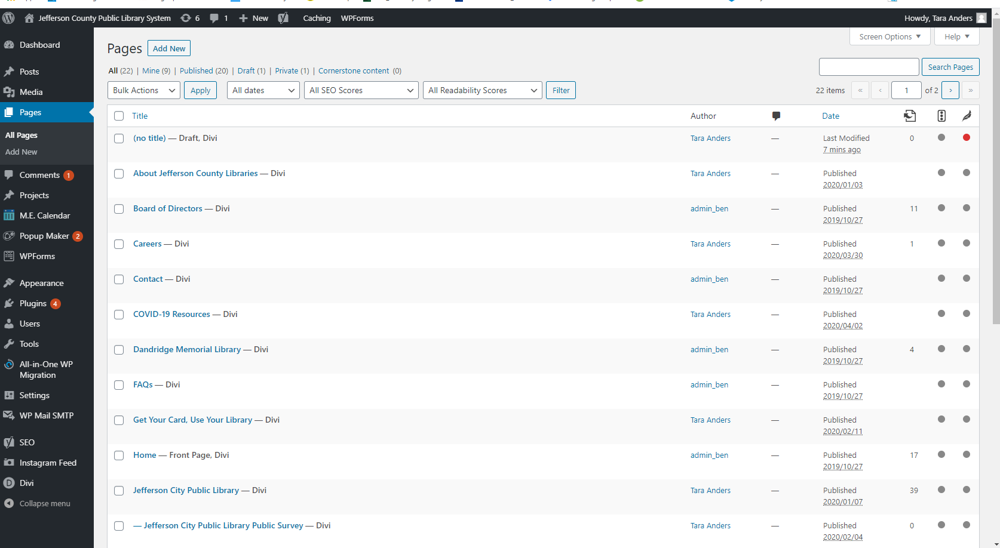 Jefferson County Public Library System 6 1 New Caching WPForms Howdy, Tara Anders
Dashboard
Posts
Media
Pages
All Pages
Add New
Comments 1
Projects
M.E. Calendar
Popup Maker 2
WPForms
Appearance
Plugins 4
Users
Tools
All-in-One WP
Migration
Settings
WP Mail SMTP
SEO
Instagram Feed
Divi
Collapse menu
Screen Options Help
Pages Add New
All (22) | Mine (9) | Published (20) | Draft (1) | Private (1) | Cornerstone content (0)
Search Pages
Bulk Actions Apply All dates All SEO Scores All Readability Scores Filter 22 items « ‹ 1 of 2 › »
Title Author Date
(no title) — Draft, Divi Tara Anders — Last Modified 0
7 mins ago
About Jefferson County Libraries — Divi Tara Anders — Published
2020/01/03
Board of Directors — Divi admin_ben — Published 11
2019/10/27
Careers — Divi Tara Anders — Published 1
2020/03/30
Contact — Divi admin_ben — Published
2019/10/27
COVID-19 Resources — Divi Tara Anders — Published
2020/04/02
Dandridge Memorial Library — Divi admin_ben — Published 4
2019/10/27
FAQs — Divi admin_ben — Published
2019/10/27
Get Your Card, Use Your Library — Divi Tara Anders — Published
2020/02/11
Home — Front Page, Divi admin_ben — Published 17
2019/10/27
Jefferson City Public Library — Divi Tara Anders — Published 39
2020/01/07
— Jefferson City Public Library Public Survey — Divi Tara Anders — Published 0
2020/02/04